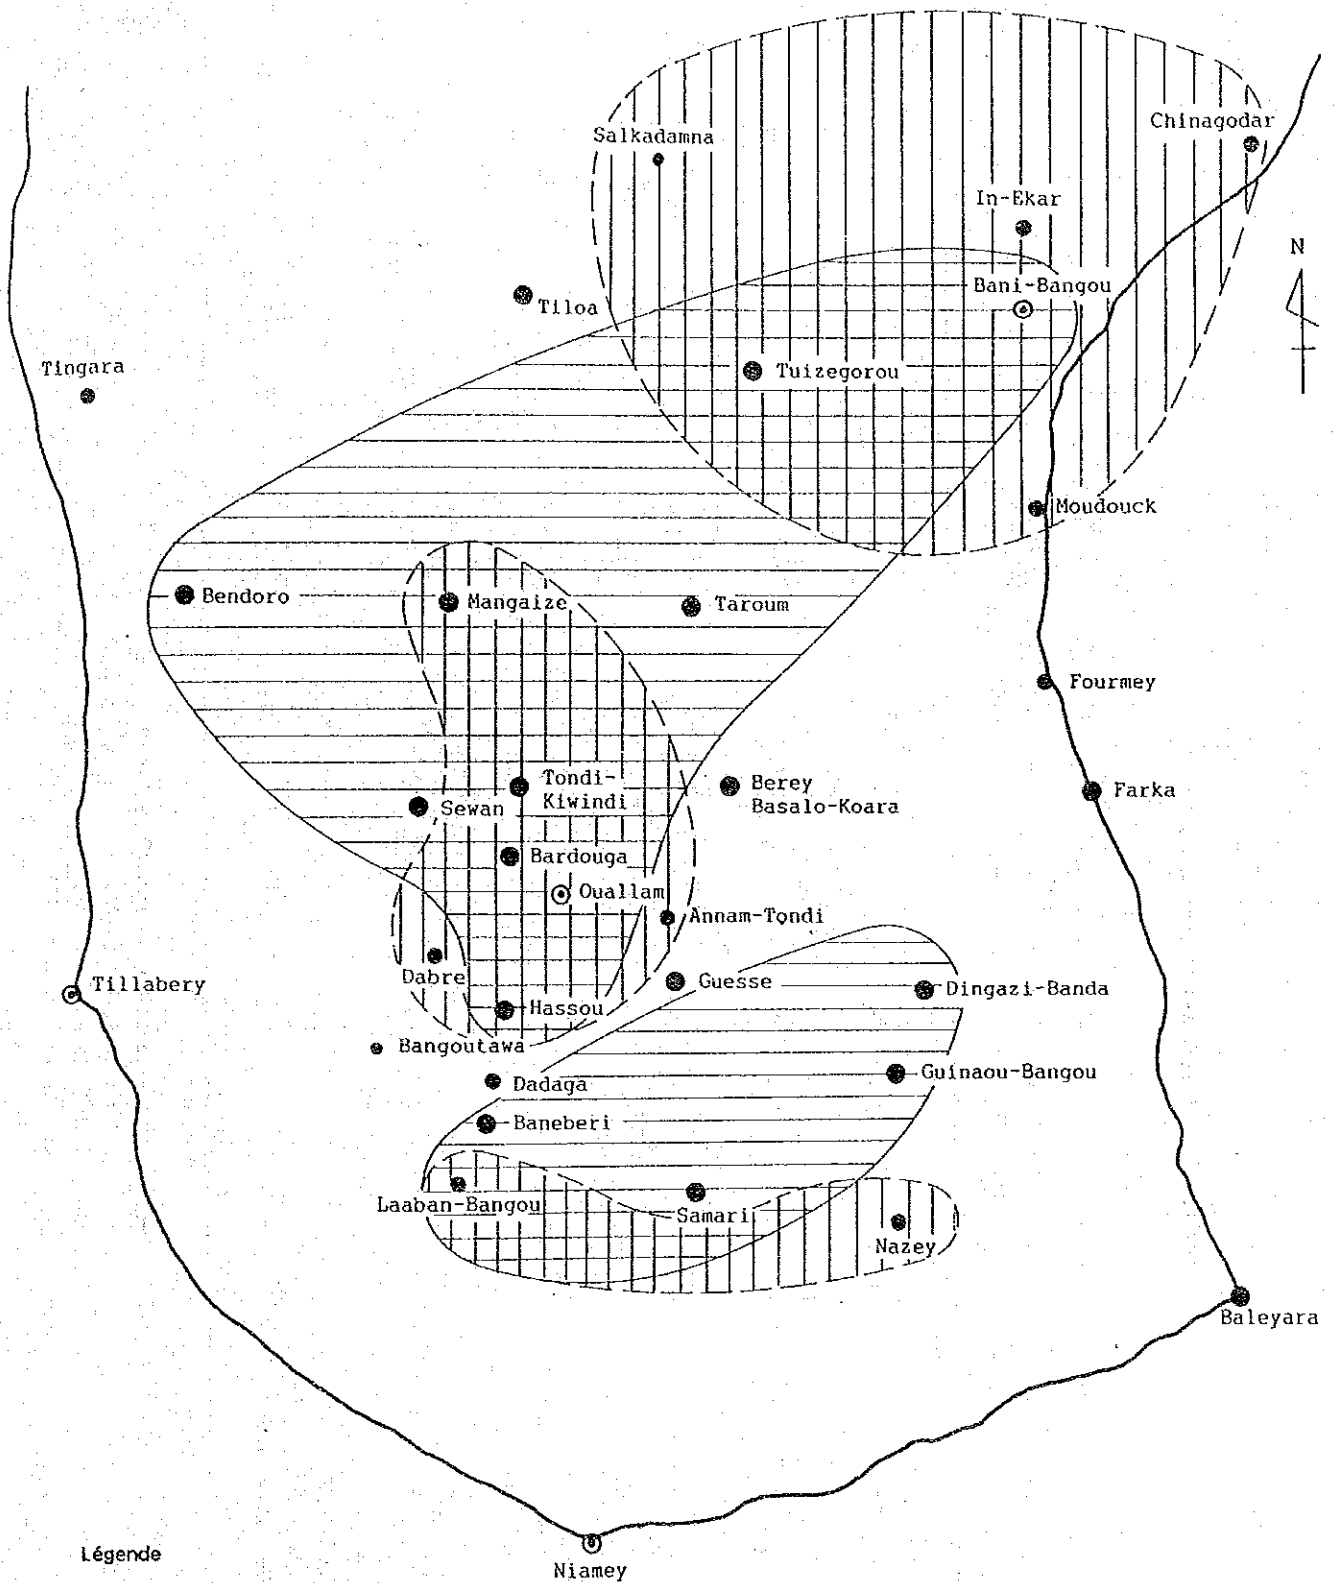 Chinagodar
Salkadamna
In-Ekar
N
Bani-Bangou
Tiloa
Tingara
Tuizegorou
Moudouck
Bendoro
Mangaize
Taroum
Fourmey
Tondi-
Kiwindi
Berey
Basalo-Koara
Farka
Sewan
Bardouga
Ouallam
Annam-Tondi
Dabre
Guesse
Tillabery
Dingazi-Banda
Hassou
Bangoutawa
Guinaou-Bangou
Dadaga
Baneberi
Laaban-Bangou
Samari
Nazey
Baleyara
Légende
Niamey